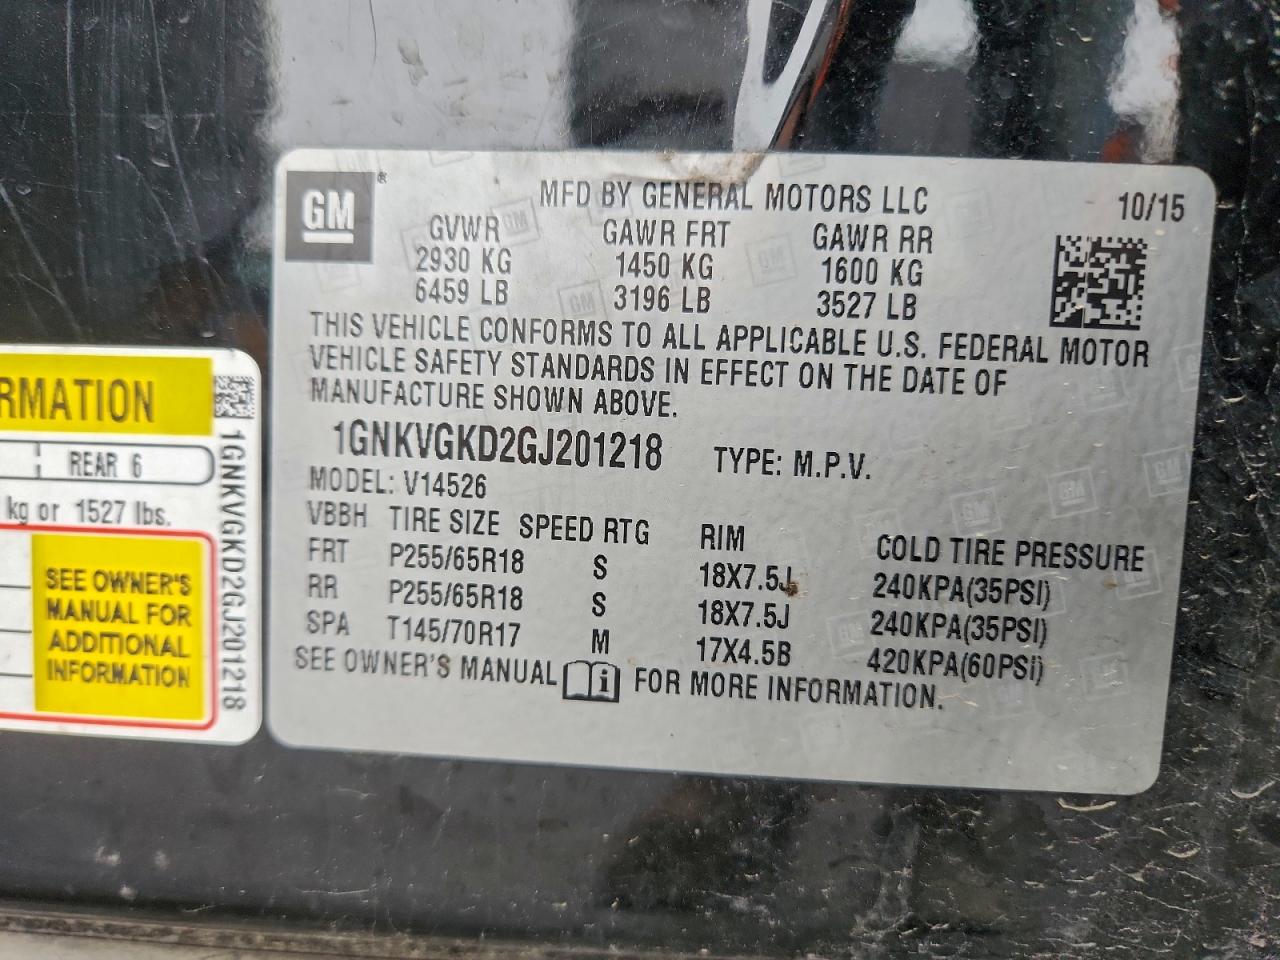 GM ®
MFD BY GENERAL MOTORS LLC 10/15
GVWR GAWR FRT GAWR RR
2930 KG 1450 KG 1600 KG
6459 LB 3196 LB 3527 LB
THIS VEHICLE CONFORMS TO ALL APPLICABLE U.S. FEDERAL MOTOR
VEHICLE SAFETY STANDARDS IN EFFECT ON THE DATE OF
MANUFACTURE SHOWN ABOVE.
1GNKVGKD2GJ201218 TYPE: M.P.V.
MODEL: V14526
VBBH TIRE SIZE SPEED RTG RIM COLD TIRE PRESSURE
FRT P255/65R18 S 18X7.5J 240KPA(35PSI)
RR P255/65R18 S 18X7.5J 240KPA(35PSI)
SPA T145/70R17 M 17X4.5B 420KPA(60PSI)
SEE OWNER'S MANUAL i FOR MORE INFORMATION.
RMATION
REAR 6
kg or 1527 lbs.
SEE OWNER'S
MANUAL FOR
ADDITIONAL
INFORMATION
1GNKVGKD2GJ201218